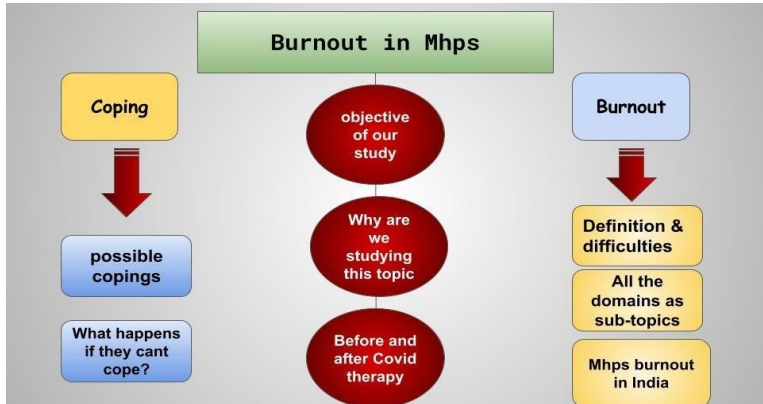 Burnout in Mhps
Coping
possible
copings
What happens
if they cant
cope?
objective
of our
study
Why are
we
studying
this topic
Before and
after Covid
therapy
Burnout
Definition &
difficulties
All the
domains as
sub-topics
Mhps burnout
in India